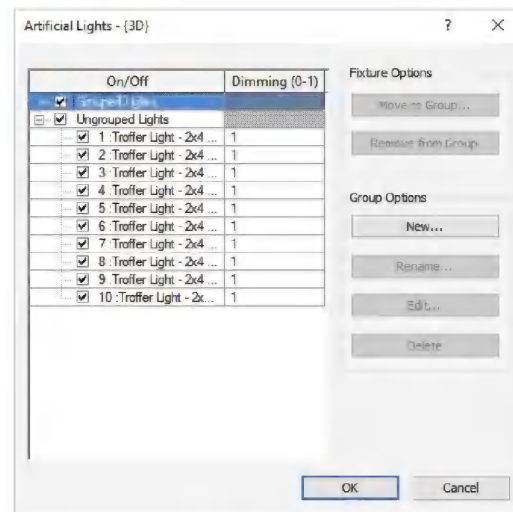 Artificial Lights - {3D}
? ×
On/Off Dimming (0-1)
Grouped Lights
Ungrouped Lights
1 :Troffer Light - 2x4 ... 1
2 :Troffer Light - 2x4 ... 1
3 :Troffer Light - 2x4 ... 1
4 :Troffer Light - 2x4 ... 1
5 :Troffer Light - 2x4 ... 1
6 :Troffer Light - 2x4 ... 1
7 :Troffer Light - 2x4 ... 1
8 :Troffer Light - 2x4 ... 1
9 :Troffer Light - 2x4 ... 1
10 :Troffer Light - 2x... 1
Fixture Options
Move to Group...
Remove from Group
Group Options
New...
Rename...
Edit...
Delete
OK Cancel